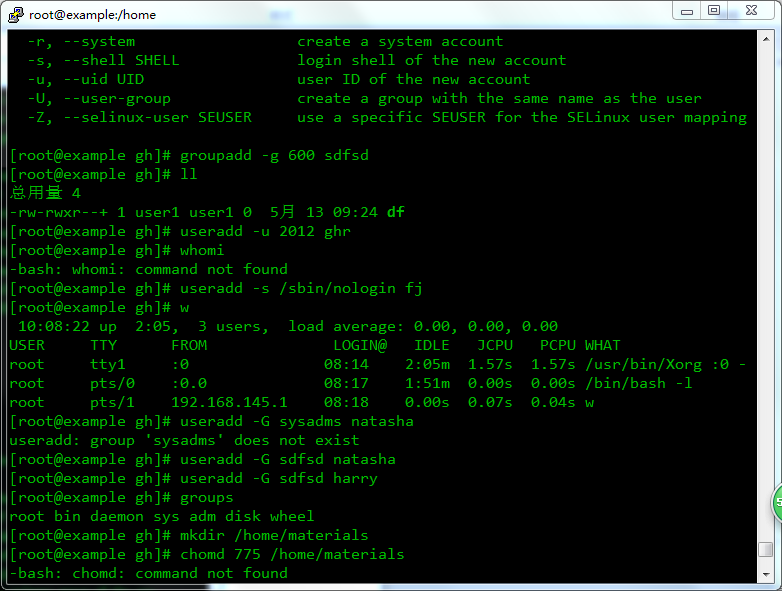 root@example:/home
-r, --system create a system account
-s, --shell SHELL login shell of the new account
-u, --uid UID user ID of the new account
-U, --user-group create a group with the same name as the user
-Z, --selinux-user SEUSER use a specific SEUSER for the SELinux user mapping
[root@example gh]# groupadd -g 600 sdfsd
[root@example gh]# ll
总用量 4
-rw-rwxr--+ 1 user1 user1 0 5月 13 09:24 df
[root@example gh]# useradd -u 2012 ghr
[root@example gh]# whomi
-bash: whomi: command not found
[root@example gh]# useradd -s /sbin/nologin fj
[root@example gh]# w
10:08:22 up 2:05, 3 users, load average: 0.00, 0.00, 0.00
USER TTY FROM LOGIN@ IDLE JCPU PCPU WHAT
root tty1 :0 08:14 2:05m 1.57s 1.57s /usr/bin/Xorg :0 -
root pts/0 :0.0 08:17 1:51m 0.00s 0.00s /bin/bash -l
root pts/1 192.168.145.1 08:18 0.00s 0.07s 0.04s w
[root@example gh]# useradd -G sysadms natasha
useradd: group 'sysadms' does not exist
[root@example gh]# useradd -G sdfsd natasha
[root@example gh]# useradd -G sdfsd harry
[root@example gh]# groups
root bin daemon sys adm disk wheel
[root@example gh]# mkdir /home/materials
[root@example gh]# chomd 775 /home/materials
-bash: chomd: command not found